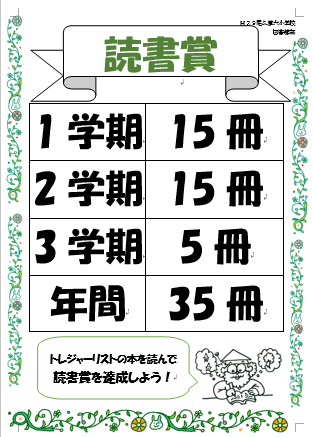 読書賞
1学期 15冊
2学期 15冊
3学期 5冊
年間 35冊
トレジャーリストの本を読んで
読書賞を達成しよう！